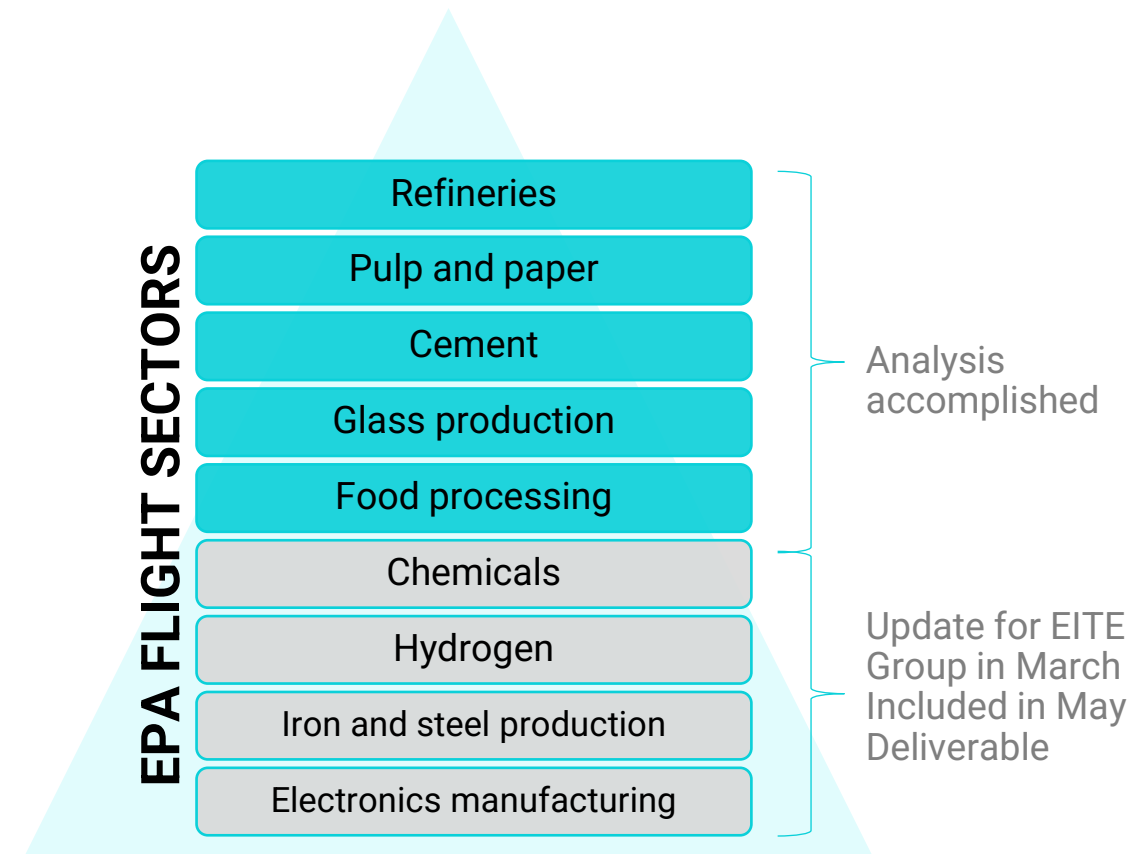 EPA FLIGHT SECTORS
Refineries
Pulp and paper
Cement
Glass production
Food processing
Chemicals
Hydrogen
Iron and steel production
Electronics manufacturing
Analysis
accomplished
Update for EITE
Group in March
Included in May
Deliverable